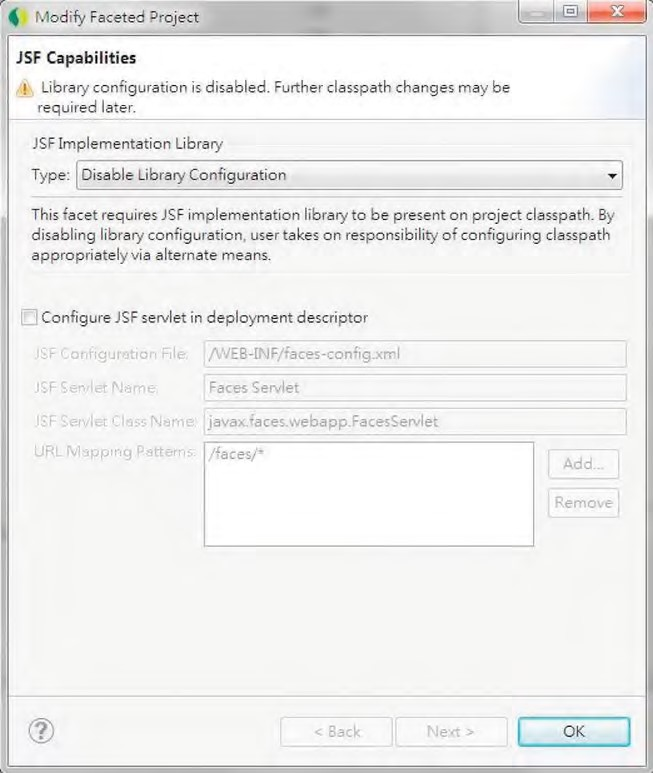 Modify Faceted Project
JSF Capabilities
Library configuration is disabled. Further classpath changes may be
required later.
JSF Implementation Library
Type: Disable Library Configuration
This facet requires JSF implementation library to be present on project classpath. By
disabling library configuration, user takes on responsibility of configuring classpath
appropriately via alternate means.
Configure JSF servlet in deployment descriptor
JSF Configuration File: /WEB-INF/faces-config.xml
JSF Servlet Name: Faces Servlet
JSF Servlet Class Name: javax.faces.webapp.FacesServlet
URL Mapping Patterns: /faces/*
Add...
Remove
?
< Back Next > OK